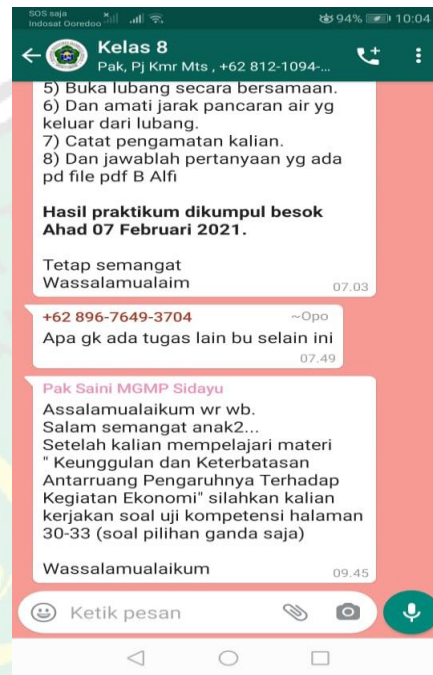 SOS saja
Indosat Ooredoo
94% 10:04
Kelas 8
Pak, Pj Kmr Mts , +62 812-1094-...
5) Buka lubang secara bersamaan.
6) Dan amati jarak pancaran air yg
keluar dari lubang.
7) Catat pengamatan kalian.
8) Dan jawablah pertanyaan yg ada
pd file pdf B Alfi
Hasil praktikum dikumpul besok
Ahad 07 Februari 2021.
Tetap semangat
Wassalamualaim
07.03
+62 896-7649-3704 ~Opo
Apa gk ada tugas lain bu selain ini
07.49
Pak Saini MGMP Sidayu
Assalamualaikum wr wb.
Salam semangat anak2...
Setelah kalian mempelajari materi
" Keunggulan dan Keterbatasan
Antarruang Pengaruhnya Terhadap
Kegiatan Ekonomi" silahkan kalian
kerjakan soal uji kompetensi halaman
30-33 (soal pilihan ganda saja)
Wassalamualaikum
09.45
Ketik pesan